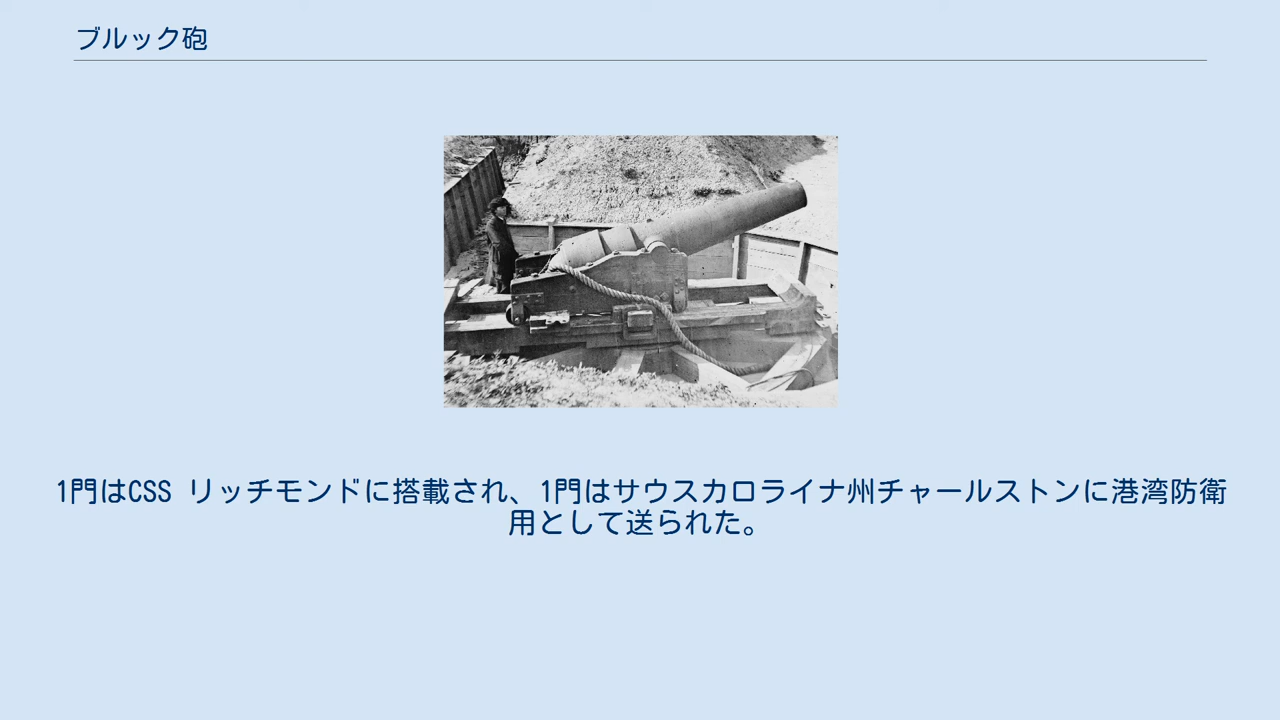 ブルック砲
1門はCSS リッチモンドに搭載され、1門はサウスカロライナ州チャールストンに港湾防衛
用として送られた。